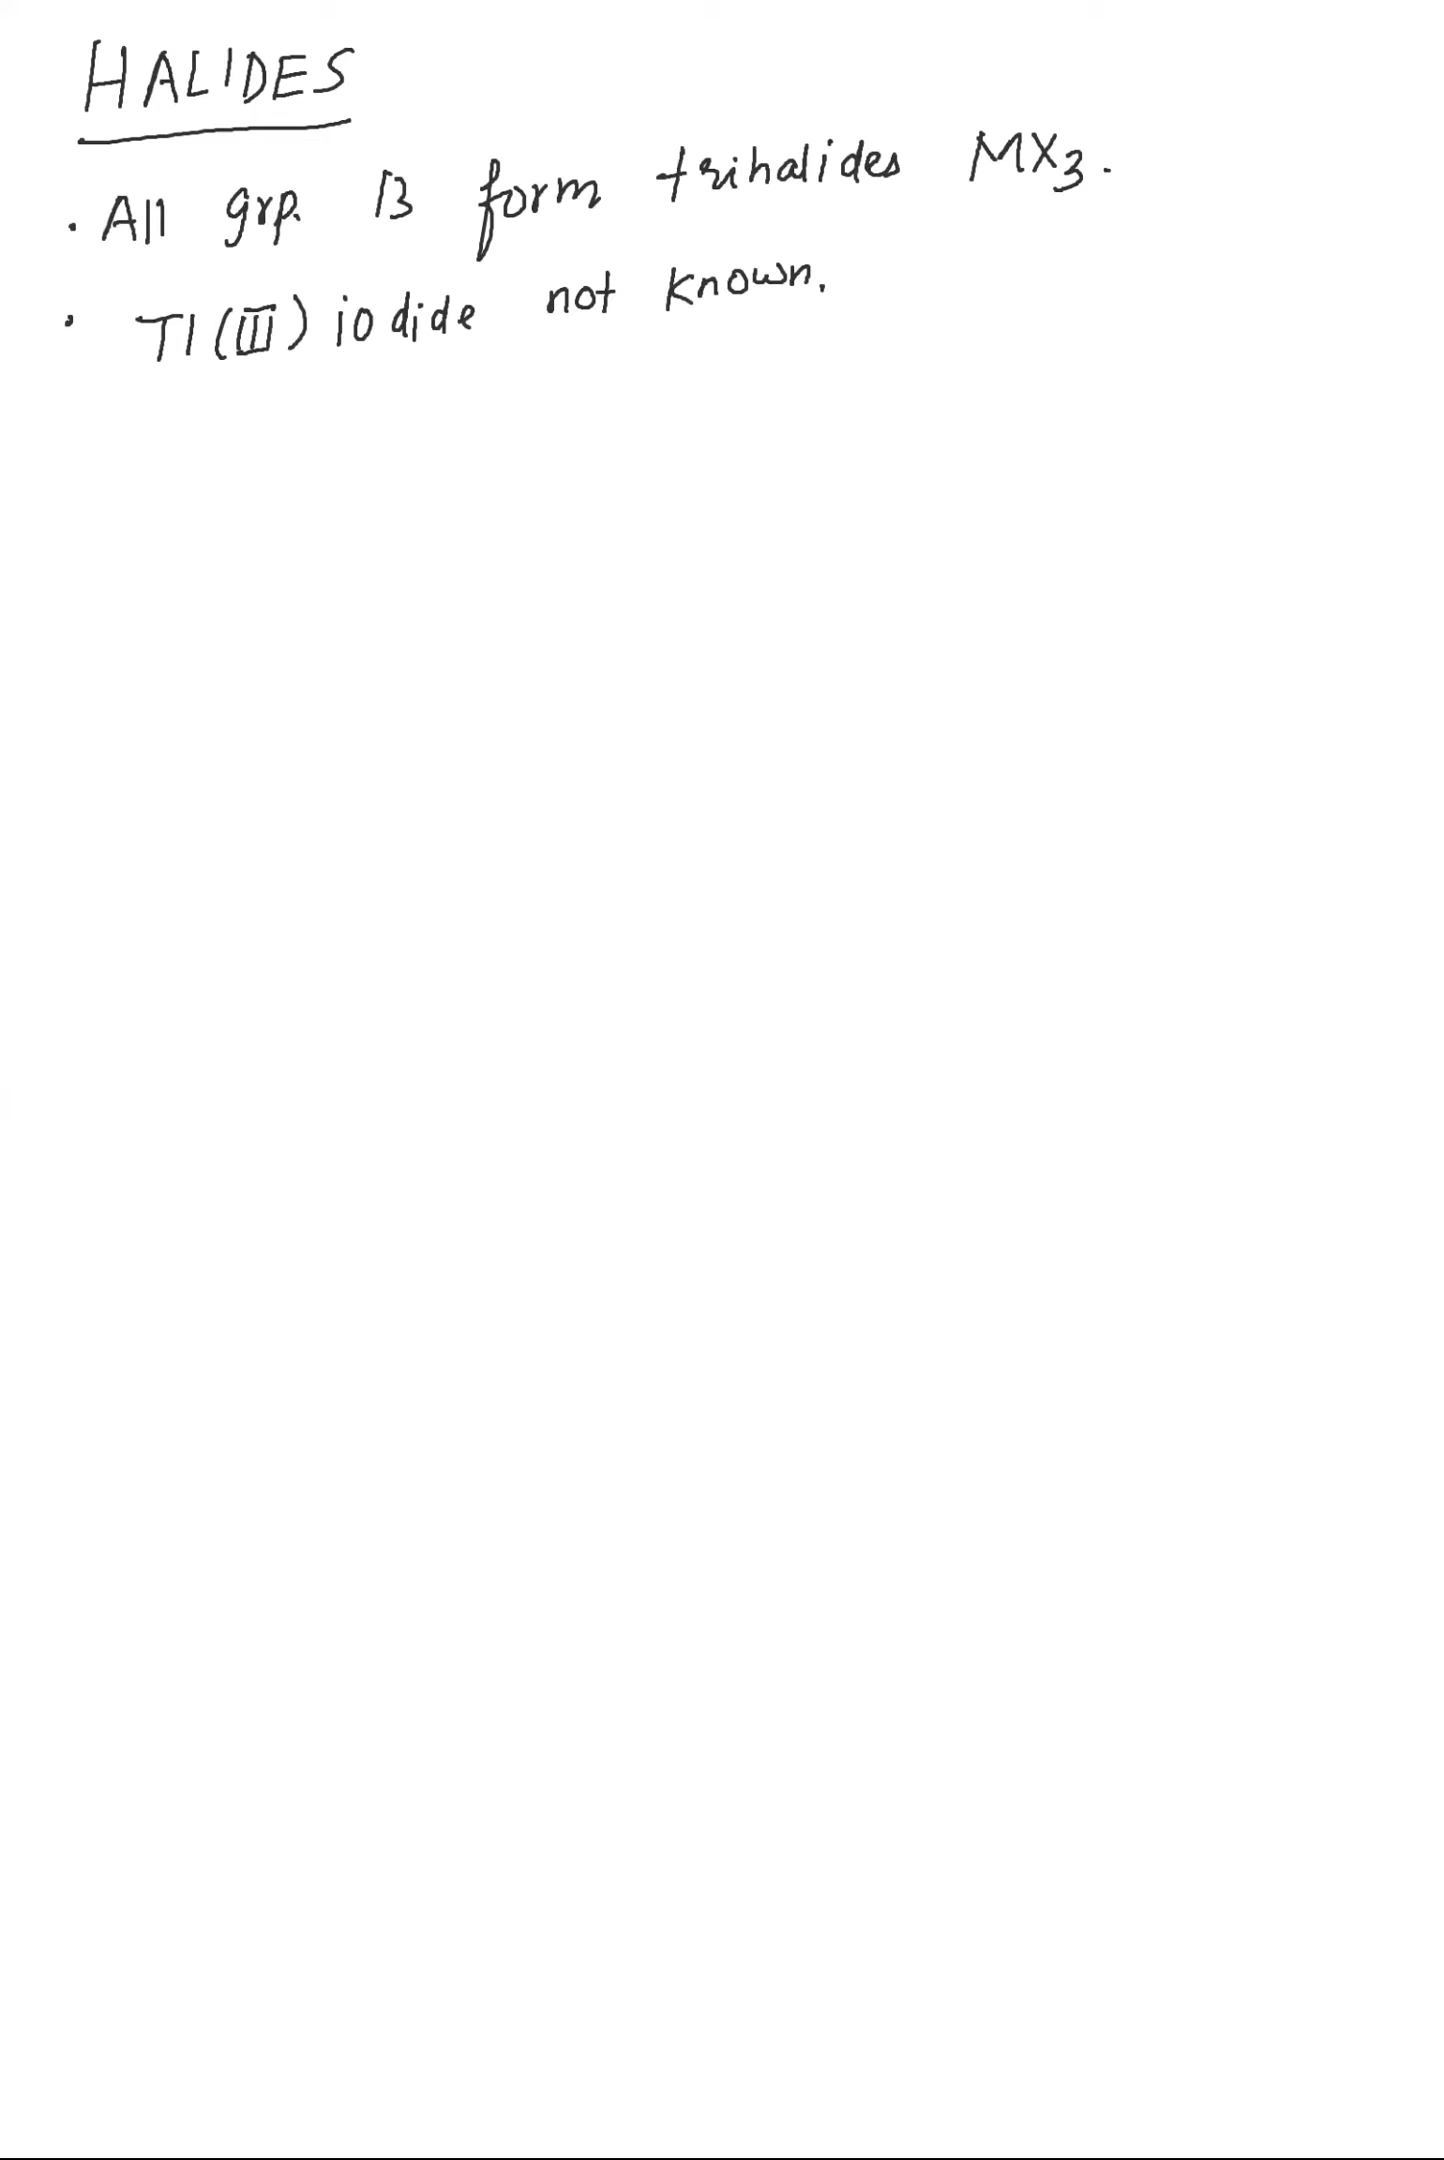 HALIDES
. All grp. 13 form trihalides MX₃.
. Tl (III) iodide not known.